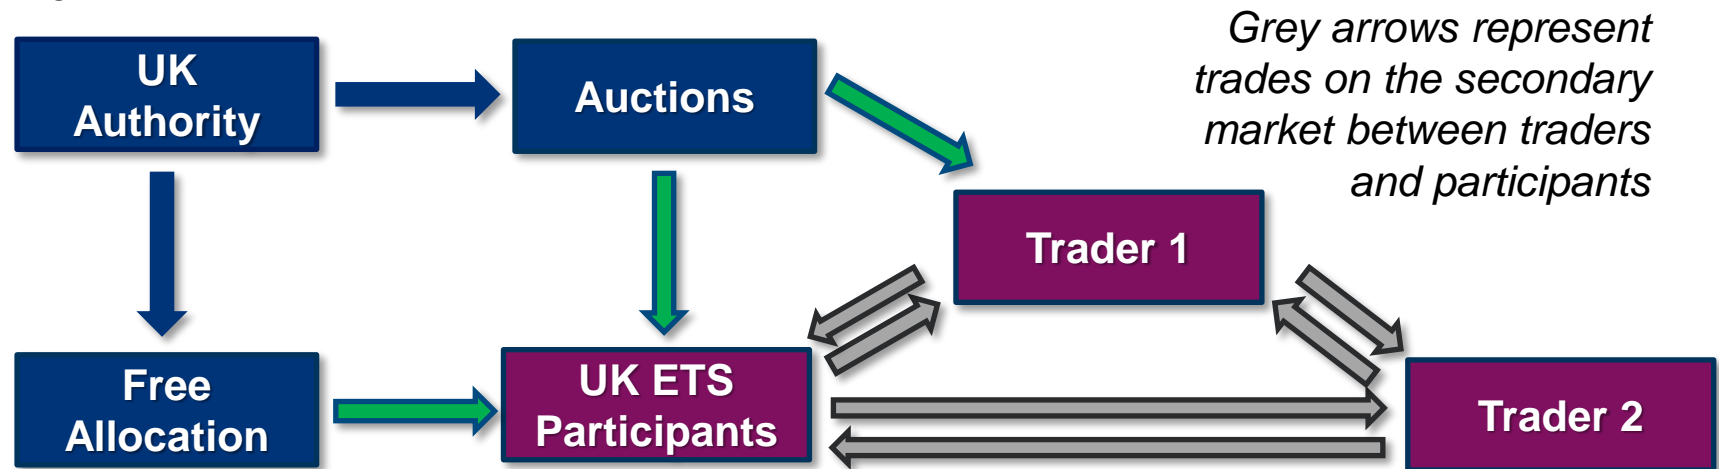 UK
Authority
Auctions
Grey arrows represent
trades on the secondary
market between traders
and participants
Trader 1
Free
Allocation
UK ETS
Participants
Trader 2